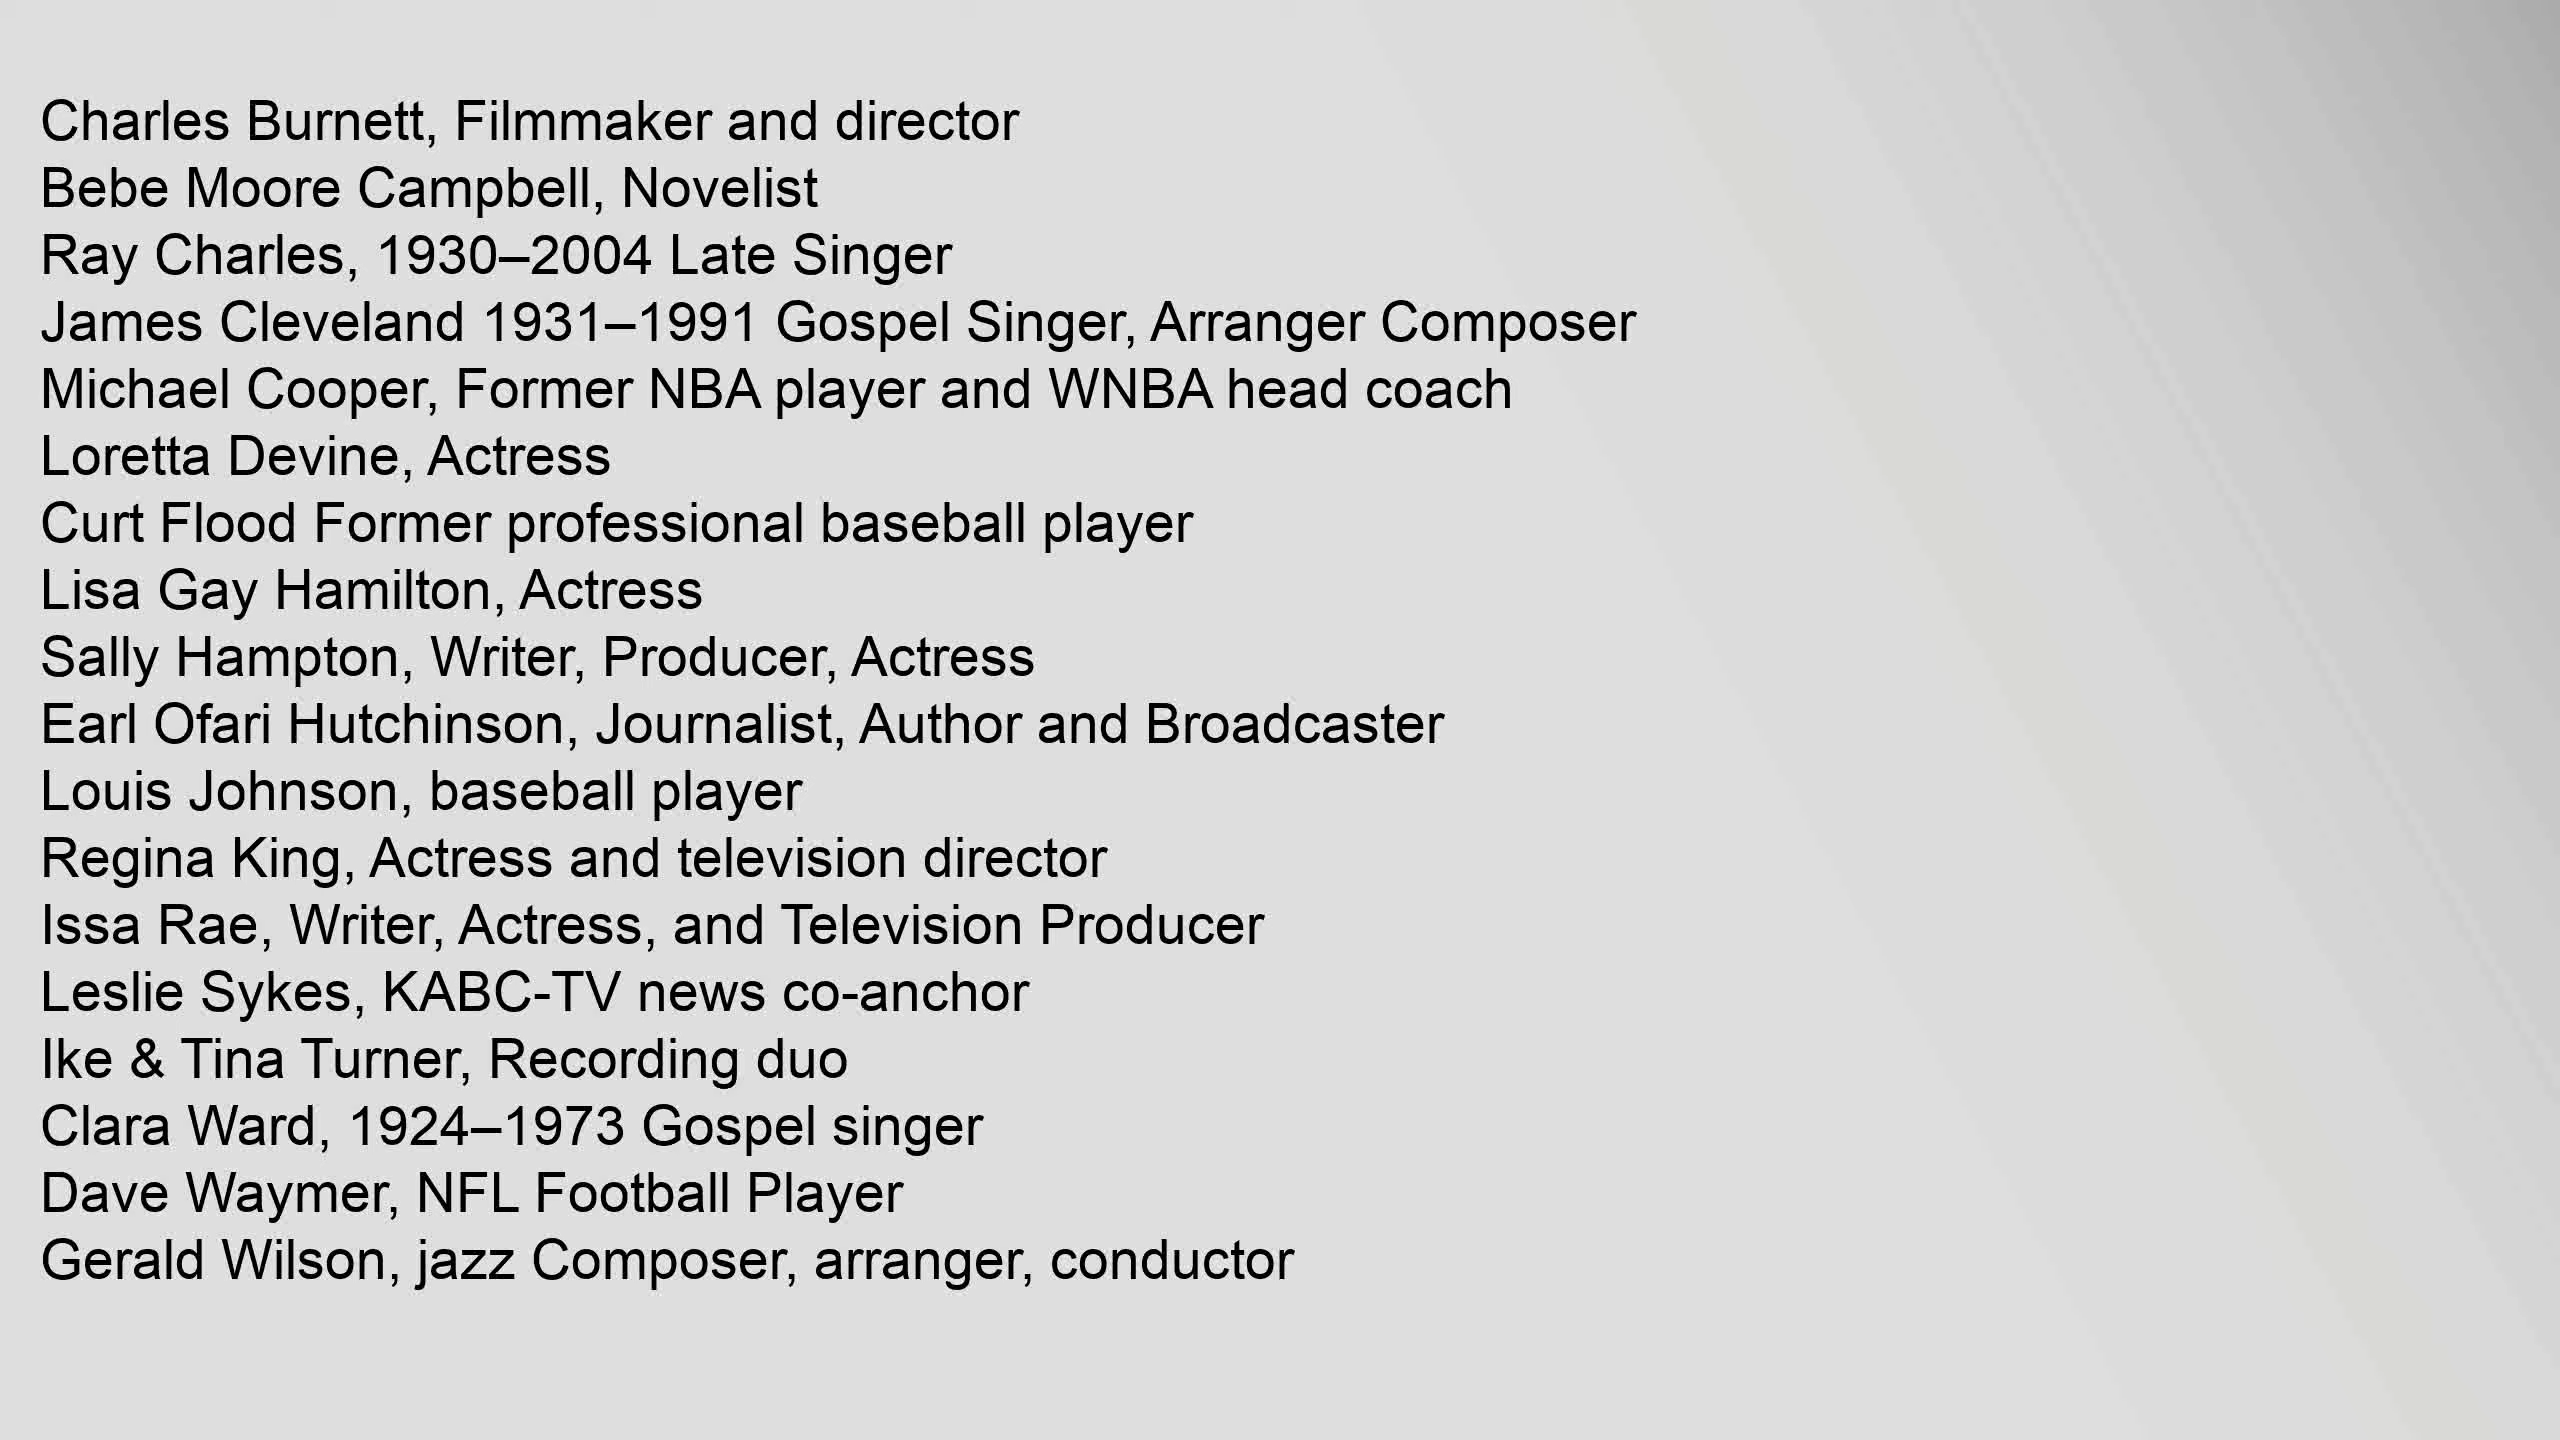 Charles Burnett, Filmmaker and director
Bebe Moore Campbell, Novelist
Ray Charles, 1930–2004 Late Singer
James Cleveland 1931–1991 Gospel Singer, Arranger Composer
Michael Cooper, Former NBA player and WNBA head coach
Loretta Devine, Actress
Curt Flood Former professional baseball player
Lisa Gay Hamilton, Actress
Sally Hampton, Writer, Producer, Actress
Earl Ofari Hutchinson, Journalist, Author and Broadcaster
Louis Johnson, baseball player
Regina King, Actress and television director
Issa Rae, Writer, Actress, and Television Producer
Leslie Sykes, KABC-TV news co-anchor
Ike & Tina Turner, Recording duo
Clara Ward, 1924–1973 Gospel singer
Dave Waymer, NFL Football Player
Gerald Wilson, jazz Composer, arranger, conductor